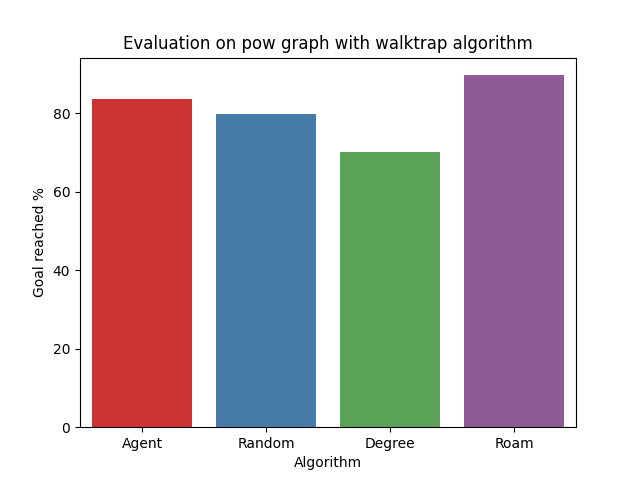 Evaluation on pow graph with walktrap algorithm
Goal reached %
80
60
40
20
0
Agent Random Degree Roam
Algorithm